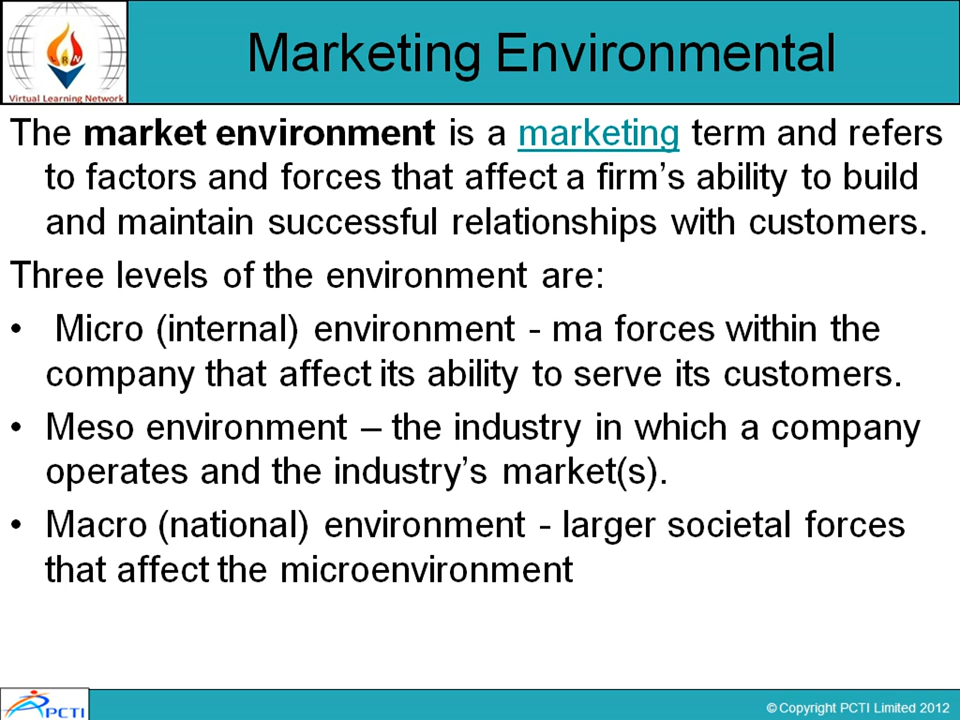 Marketing Environmental
RN
Virtual Learning Network
The market environment is a marketing term and refers
to factors and forces that affect a firm's ability to build
and maintain successful relationships with customers.
Three levels of the environment are:
• Micro (internal) environment - ma forces within the
company that affect its ability to serve its customers.
• Meso environment – the industry in which a company
operates and the industry's market(s).
• Macro (national) environment - larger societal forces
that affect the microenvironment
PCTI
© Copyright PCTI Limited 2012